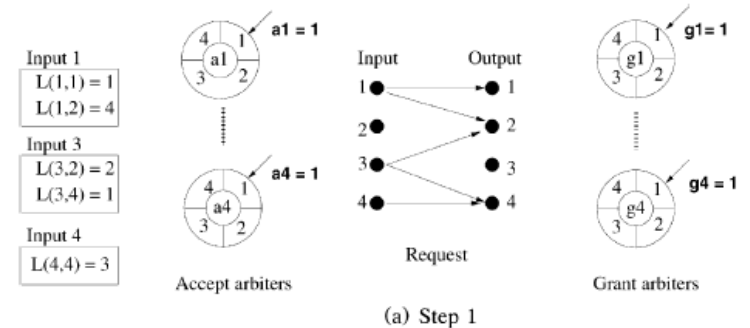 Input 1
L(1,1) = 1
L(1,2) = 4
Input 3
L(3,2) = 2
L(3,4) = 1
Input 4
L(4,4) = 3
4 1
3 2
a1
a1 = 1
4 1
3 2
a4
a4 = 1
Accept arbiters
Input Output
1 1
2 2
3 3
4 4
Request
4 1
3 2
g1
g1= 1
4 1
3 2
g4
g4 = 1
Grant arbiters
(a) Step 1